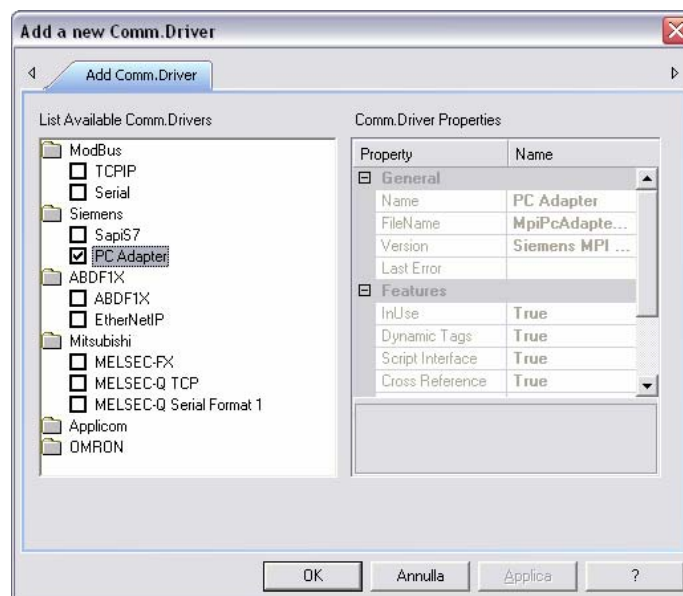 Add a new Comm.Driver
Add Comm.Driver
List Available Comm.Drivers
ModBus
TCPIP
Serial
Siemens
SapiS7
PC Adapter
ABDF1X
ABDF1X
EtherNetIP
Mitsubishi
MELSEC-FX
MELSEC-Q TCP
MELSEC-Q Serial Format 1
Applicom
OMRON
Comm.Driver Properties
Property Name
General
Name PC Adapter
FileName MpiPcAdapte...
Version Siemens MPI ...
Last Error
Features
InUse True
Dynamic Tags True
Script Interface True
Cross Reference True
OK Annulla Applica ?